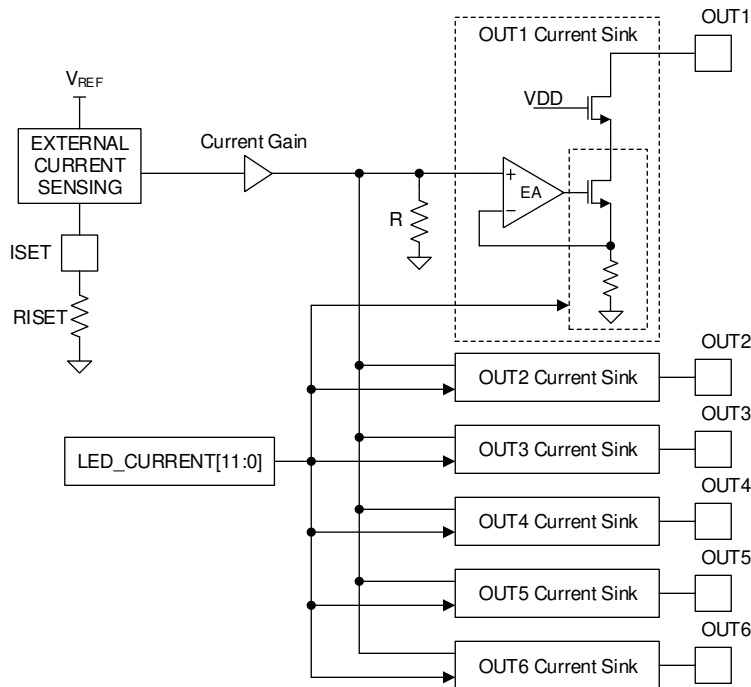 OUT1
OUT1 Current Sink
VREF
VDD
EXTERNAL
CURRENT
SENSING
Current Gain
+
EA
−
R
ISET
RISET
OUT2
OUT2 Current Sink
OUT3
OUT3 Current Sink
LED_CURRENT[11:0]
OUT4
OUT4 Current Sink
OUT5
OUT5 Current Sink
OUT6
OUT6 Current Sink